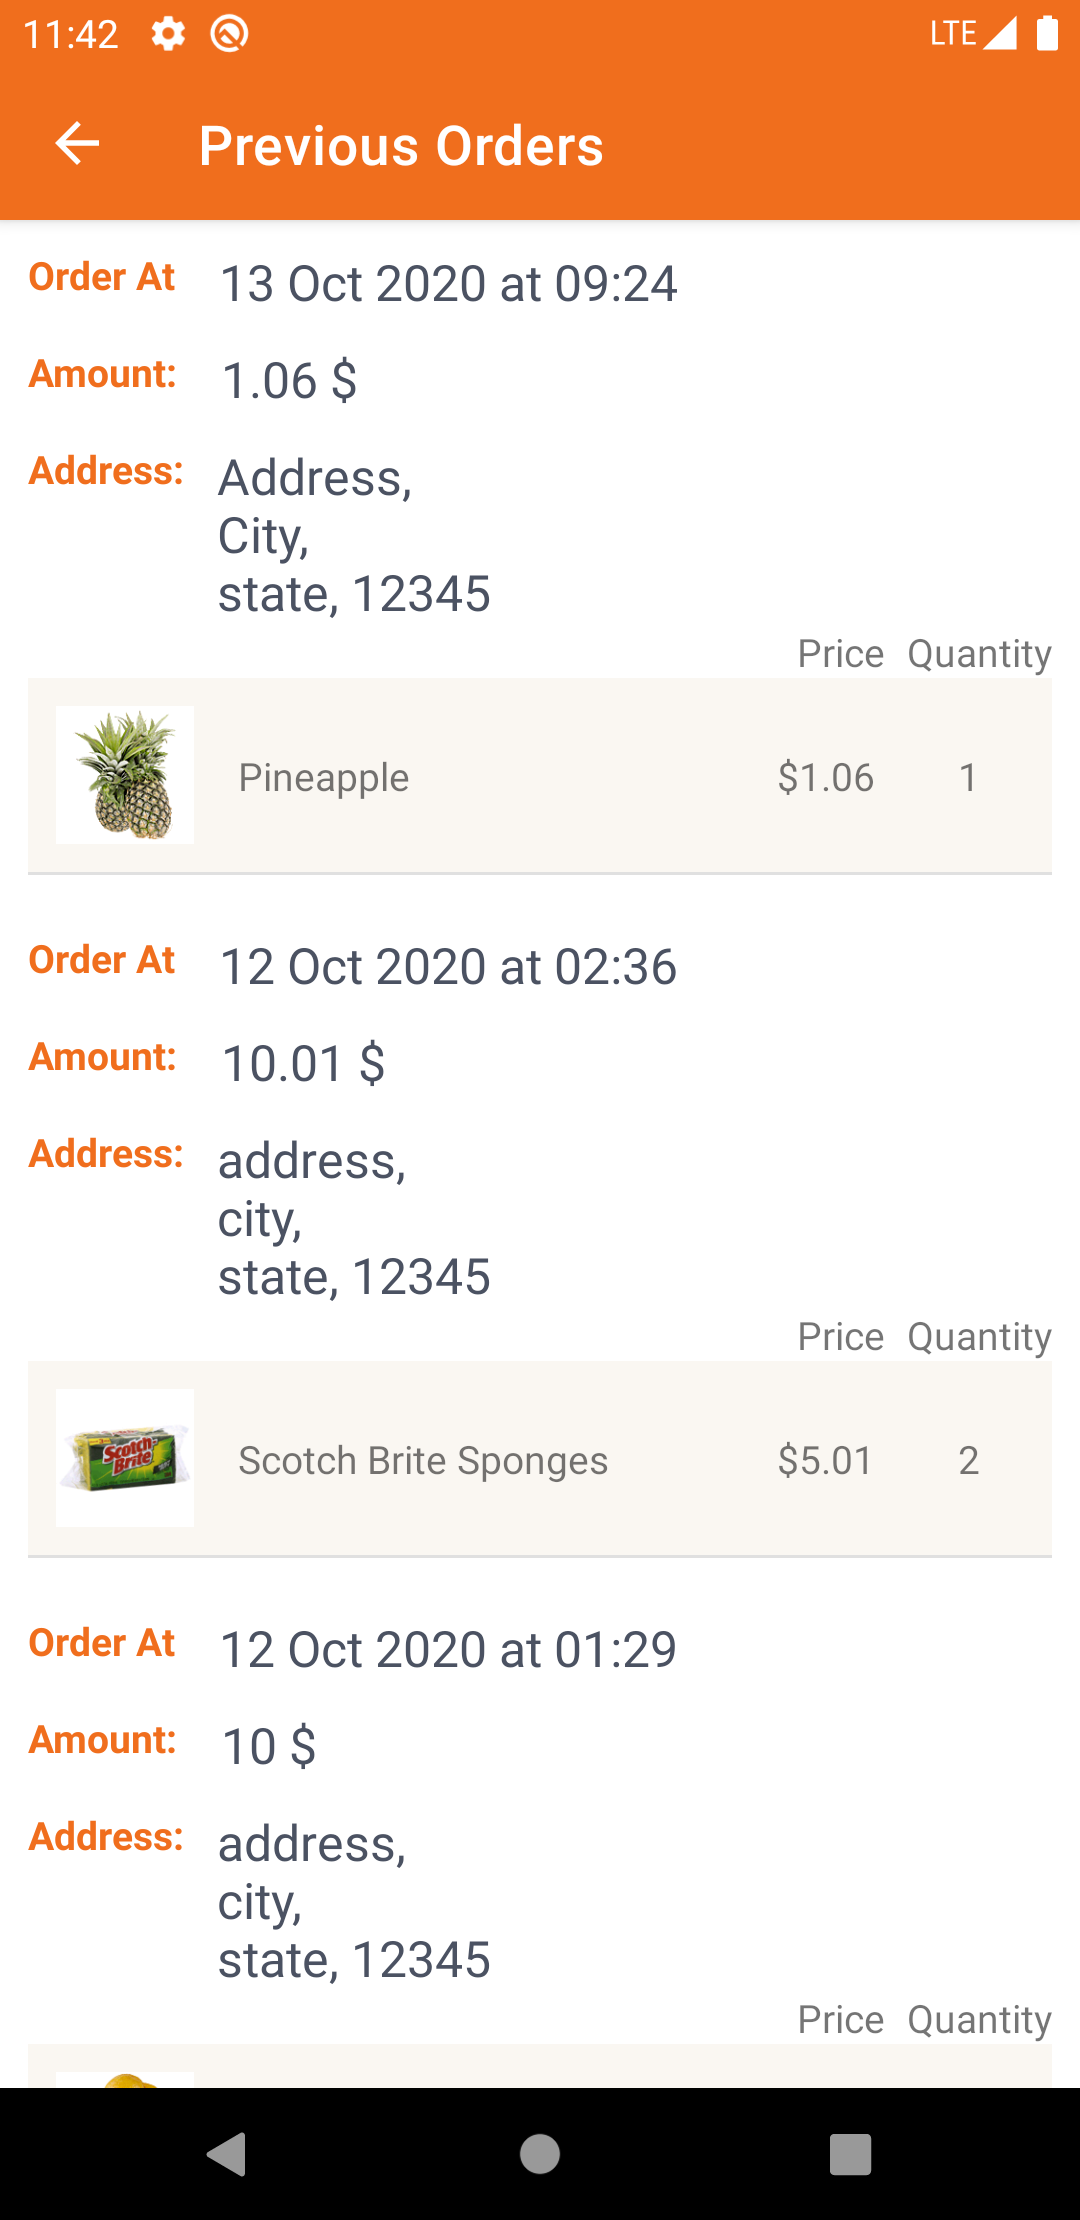 11:42 LTE
Previous Orders
Order At 13 Oct 2020 at 09:24
Amount: 1.06 $
Address: Address,
City,
state, 12345
Price Quantity
Pineapple $1.06 1
Order At 12 Oct 2020 at 02:36
Amount: 10.01 $
Address: address,
city,
state, 12345
Price Quantity
Scotch Brite
Scotch Brite Sponges $5.01 2
Order At 12 Oct 2020 at 01:29
Amount: 10 $
Address: address,
city,
state, 12345
Price Quantity